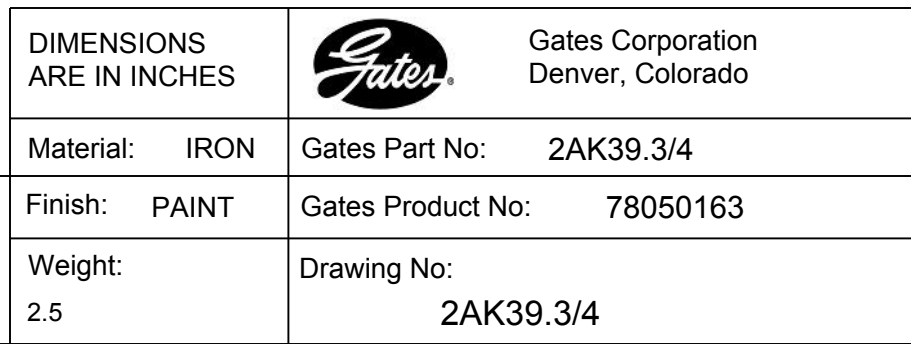 DIMENSIONS
ARE IN INCHES
Gates®
Gates Corporation
Denver, Colorado
Material: IRON
Gates Part No: 2AK39.3/4
Finish: PAINT
Gates Product No: 78050163
Weight:
2.5
Drawing No:
2AK39.3/4